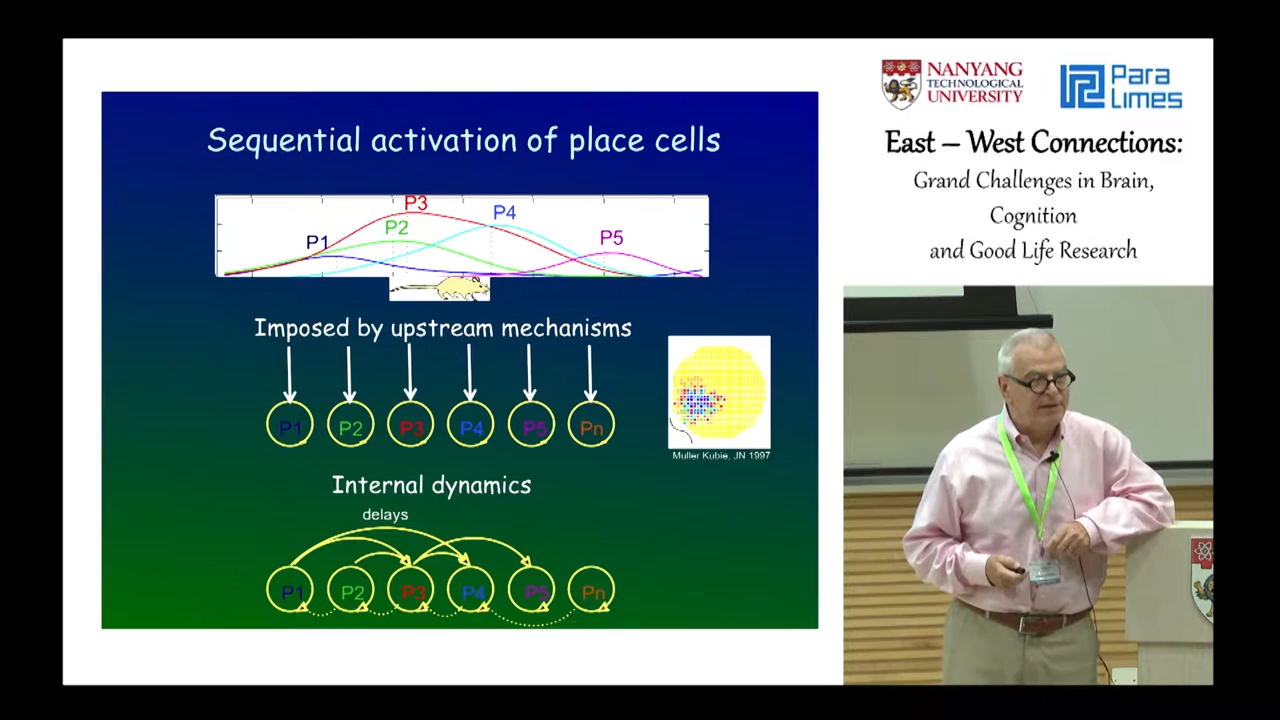 Sequential activation of place cells
P1
P2
P3
P4
P5
Imposed by upstream mechanisms
P1 P2 P3 P4 P5 Pn
Muller Kubie, JN 1997
Internal dynamics
delays
P1 P2 P3 P4 P5 Pn
NANYANG
TECHNOLOGICAL
UNIVERSITY
Para
Limes
East – West Connections:
Grand Challenges in Brain,
Cognition
and Good Life Research